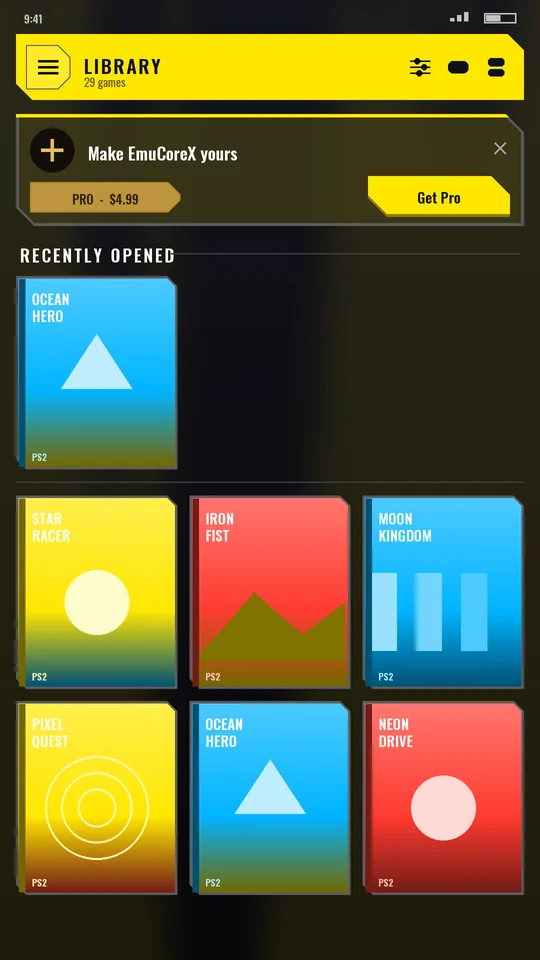 9:41
LIBRARY
29 games
Make EmuCoreX yours
PRO - $4.99
Get Pro
RECENTLY OPENED
OCEAN
HERO
PS2
STAR
RACER
PS2
IRON
FIST
PS2
MOON
KINGDOM
PS2
PIXEL
QUEST
PS2
OCEAN
HERO
PS2
NEON
DRIVE
PS2